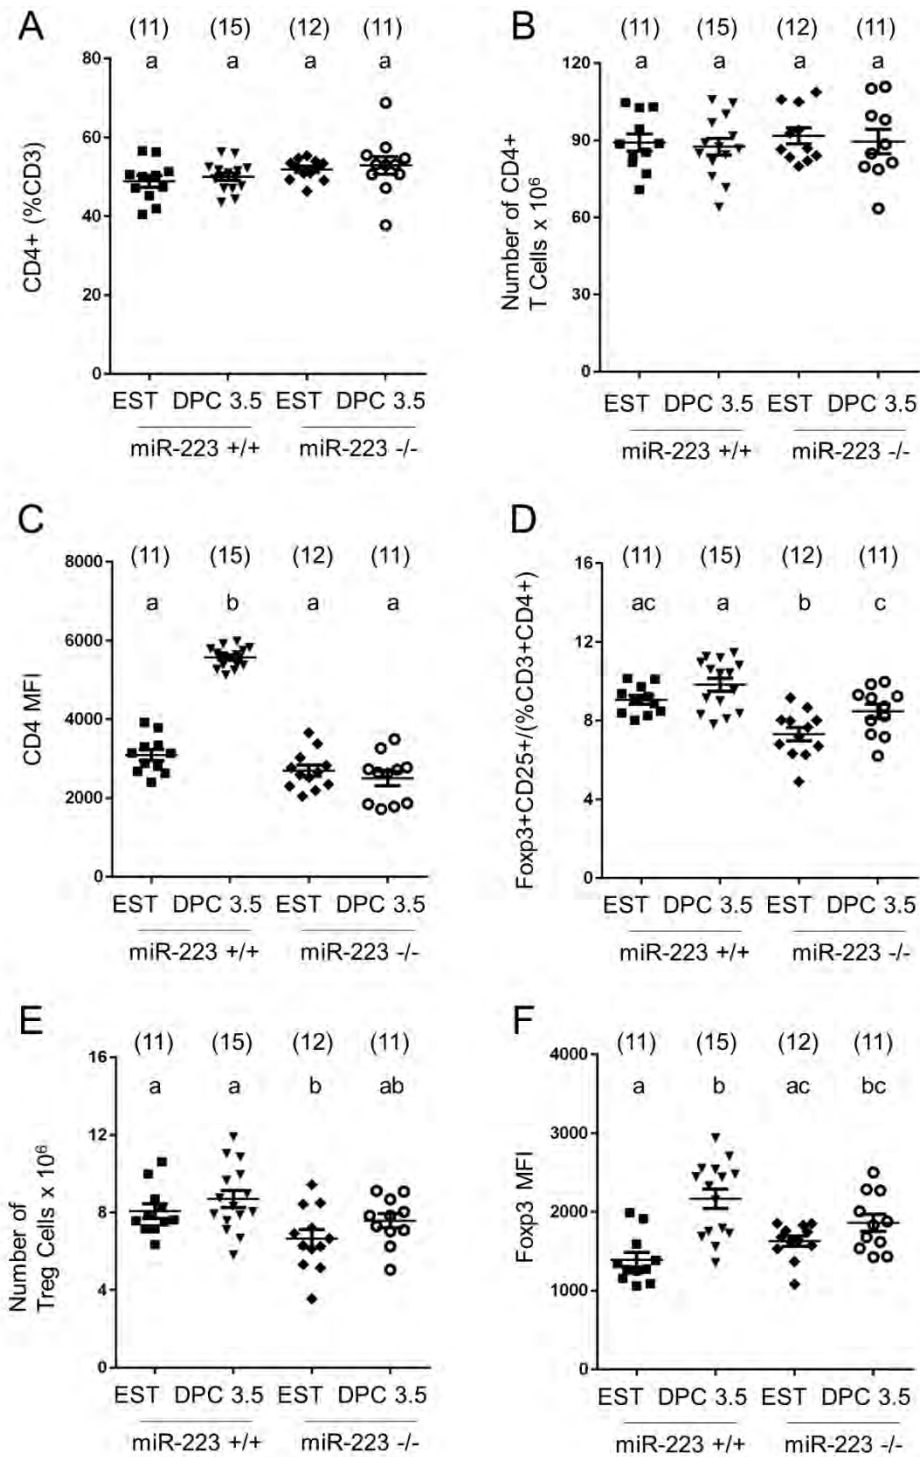 A
(11) (15) (12) (11)
a a a a
CD4+ (%CD3)
80
60
40
20
0
EST DPC 3.5 EST DPC 3.5
miR-223 +/+ miR-223 -/-
B
(11) (15) (12) (11)
a a a a
Number of CD4+
T Cells x 10⁶
120
90
60
30
0
EST DPC 3.5 EST DPC 3.5
miR-223 +/+ miR-223 -/-
C
(11) (15) (12) (11)
a b a a
CD4 MFI
8000
6000
4000
2000
0
EST DPC 3.5 EST DPC 3.5
miR-223 +/+ miR-223 -/-
D
(11) (15) (12) (11)
ac a b c
Foxp3+CD25+/(%CD3+CD4+)
16
12
8
4
0
EST DPC 3.5 EST DPC 3.5
miR-223 +/+ miR-223 -/-
E
(11) (15) (12) (11)
a a b ab
Number of
Treg Cells x 10⁶
16
12
8
4
0
EST DPC 3.5 EST DPC 3.5
miR-223 +/+ miR-223 -/-
F
(11) (15) (12) (11)
a b ac bc
Foxp3 MFI
4000
3000
2000
1000
0
EST DPC 3.5 EST DPC 3.5
miR-223 +/+ miR-223 -/-